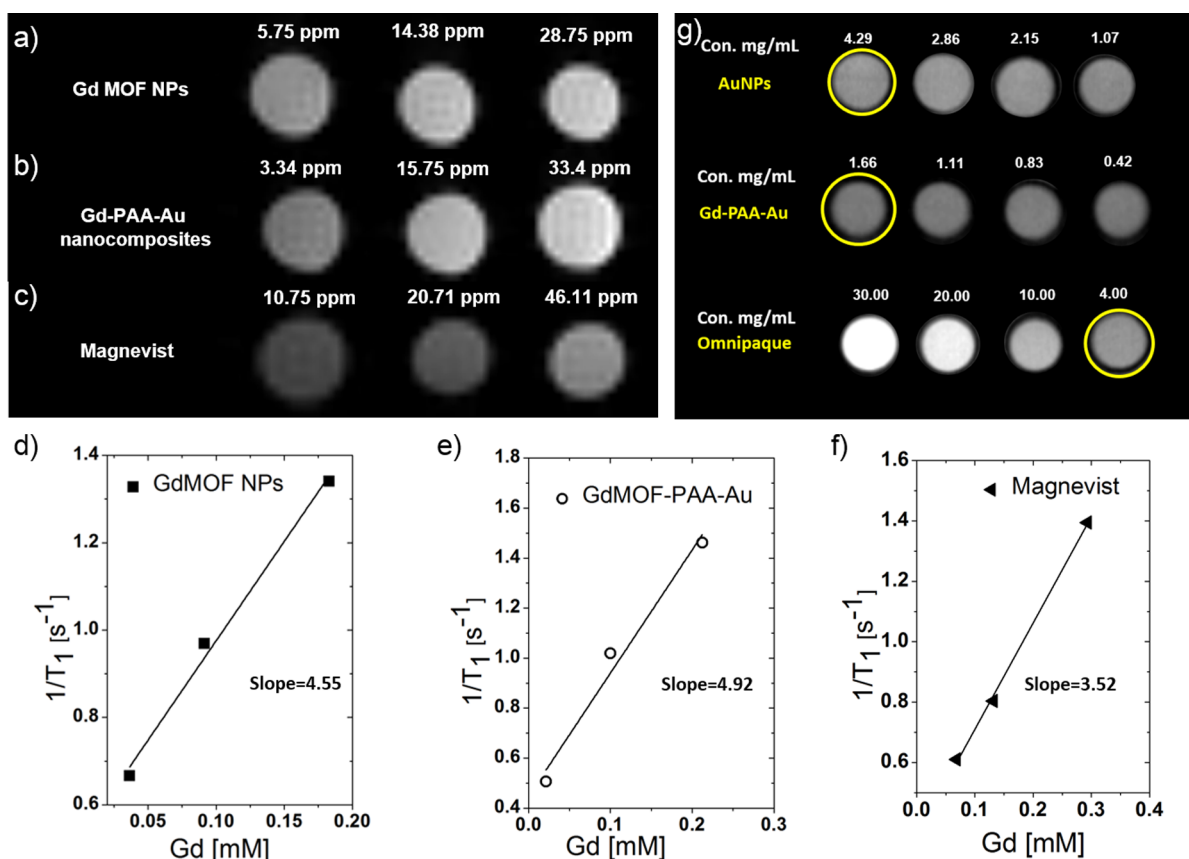 a)
5.75 ppm 14.38 ppm 28.75 ppm
Gd MOF NPs
b)
3.34 ppm 15.75 ppm 33.4 ppm
Gd-PAA-Au
nanocomposites
c)
10.75 ppm 20.71 ppm 46.11 ppm
Magnevist
g)
Con. mg/mL 4.29 2.86 2.15 1.07
AuNPs
Con. mg/mL 1.66 1.11 0.83 0.42
Gd-PAA-Au
30.00 20.00 10.00 4.00
Con. mg/mL
Omnipaque
d)
1.4
1.2
1.0
0.8
0.6
1/T1 [s-1]
GdMOF NPs
Slope=4.55
0.05 0.10 0.15 0.20
Gd [mM]
e)
1.8
1.6
1.4
1.2
1.0
0.8
0.6
0.4
1/T1 [s-1]
GdMOF-PAA-Au
Slope=4.92
0.0 0.1 0.2 0.3
Gd [mM]
f)
1.6
1.4
1.2
1.0
0.8
0.6
1/T1 [s-1]
Magnevist
Slope=3.52
0.0 0.1 0.2 0.3 0.4
Gd [mM]